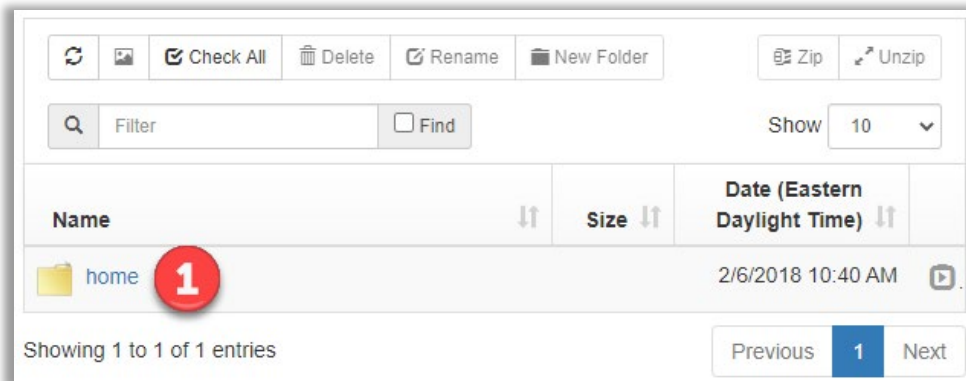 Check All Delete Rename New Folder Zip Unzip
Filter Find Show 10
Date (Eastern
Name Size Daylight Time)
home 1 2/6/2018 10:40 AM
Showing 1 to 1 of 1 entries Previous 1 Next